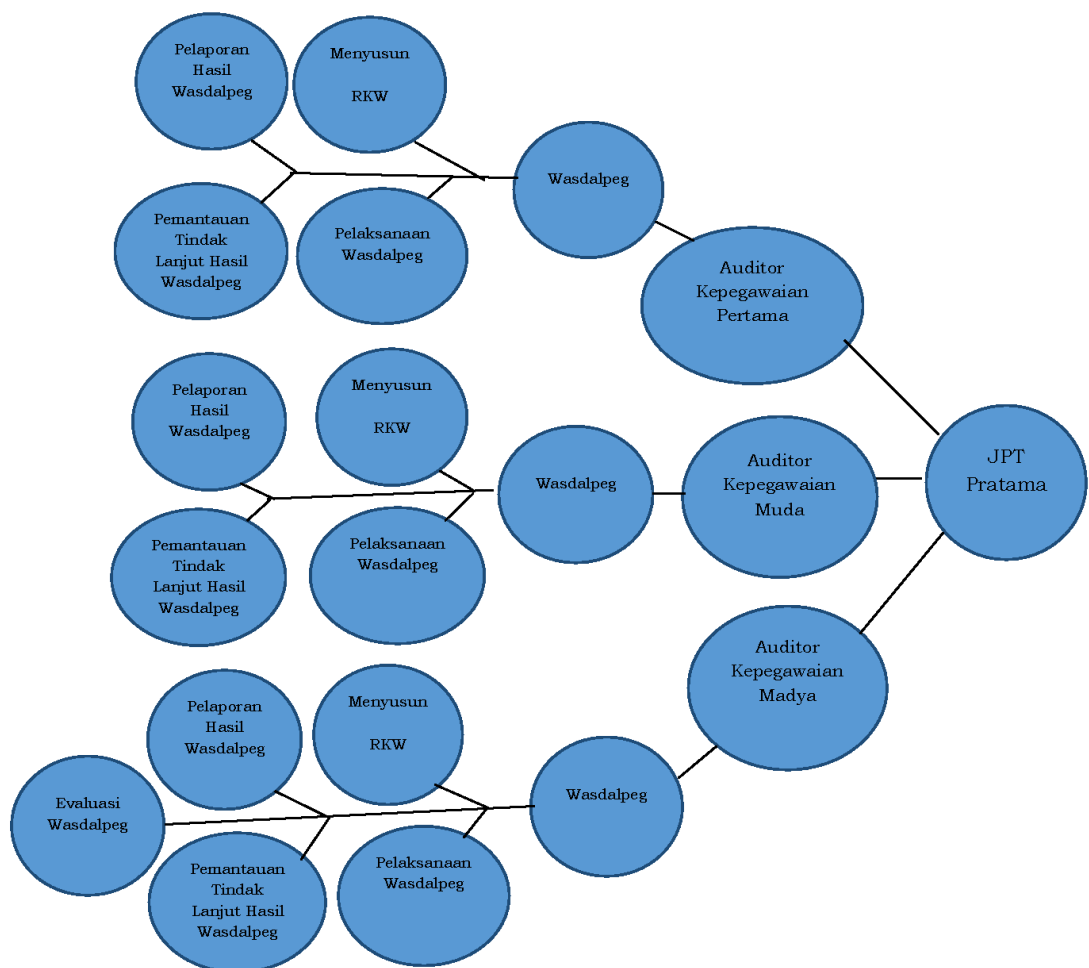 Pelaporan
Hasil
Wasdalpeg
Menyusun
RKW
Wasdalpeg
Pemantauan
Tindak
Lanjut Hasil
Wasdalpeg
Pelaksanaan
Wasdalpeg
Auditor
Kepegawaian
Pertama
Pelaporan
Hasil
Wasdalpeg
Menyusun
RKW
Wasdalpeg
Auditor
Kepegawaian
Muda
JPT
Pratama
Pemantauan
Tindak
Lanjut Hasil
Wasdalpeg
Pelaksanaan
Wasdalpeg
Auditor
Kepegawaian
Madya
Pelaporan
Hasil
Wasdalpeg
Menyusun
RKW
Wasdalpeg
Evaluasi
Wasdalpeg
Pemantauan
Tindak
Lanjut Hasil
Wasdalpeg
Pelaksanaan
Wasdalpeg